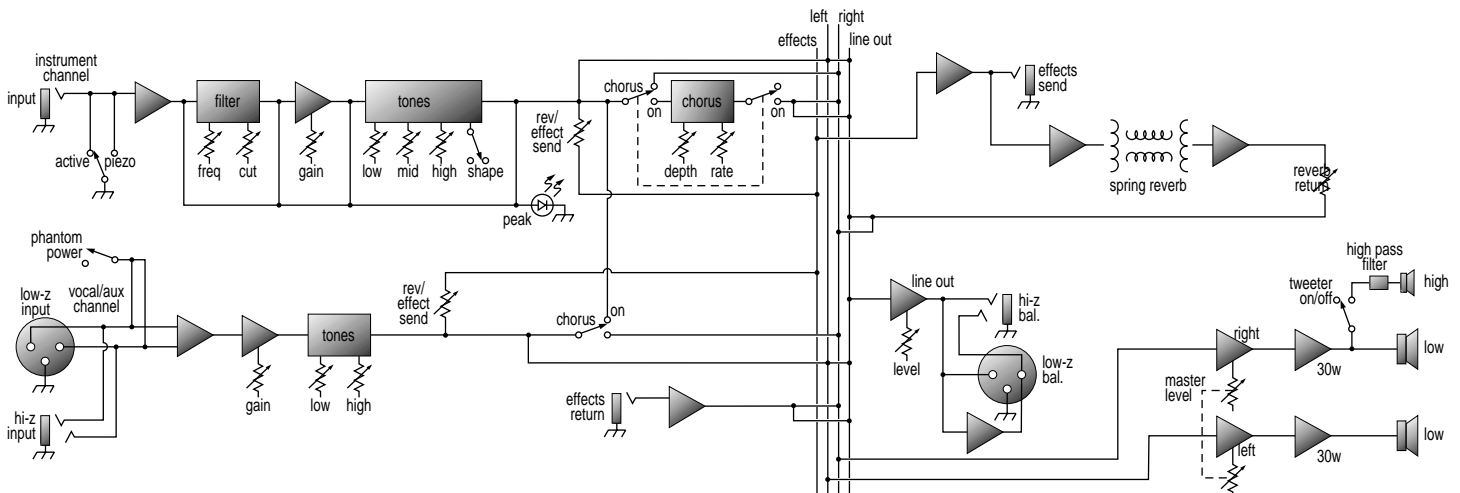 left
right
effects
line out
instrument
channel
input
filter
tones
chorus
chorus
on
on
effects
send
rev/
effect
send
active
piezo
freq
cut
gain
low
mid
high
shape
depth
rate
spring reverb
reverb
return
peak
phantom
power
low-z
input
vocal/aux
channel
rev/
effect
send
tones
chorus
on
gain
low
high
hi-z
input
effects
return
line out
level
hi-z
bal.
low-z
bal.
high pass
filter
tweeter
on/off
high
right
30w
low
master
level
left
30w
low